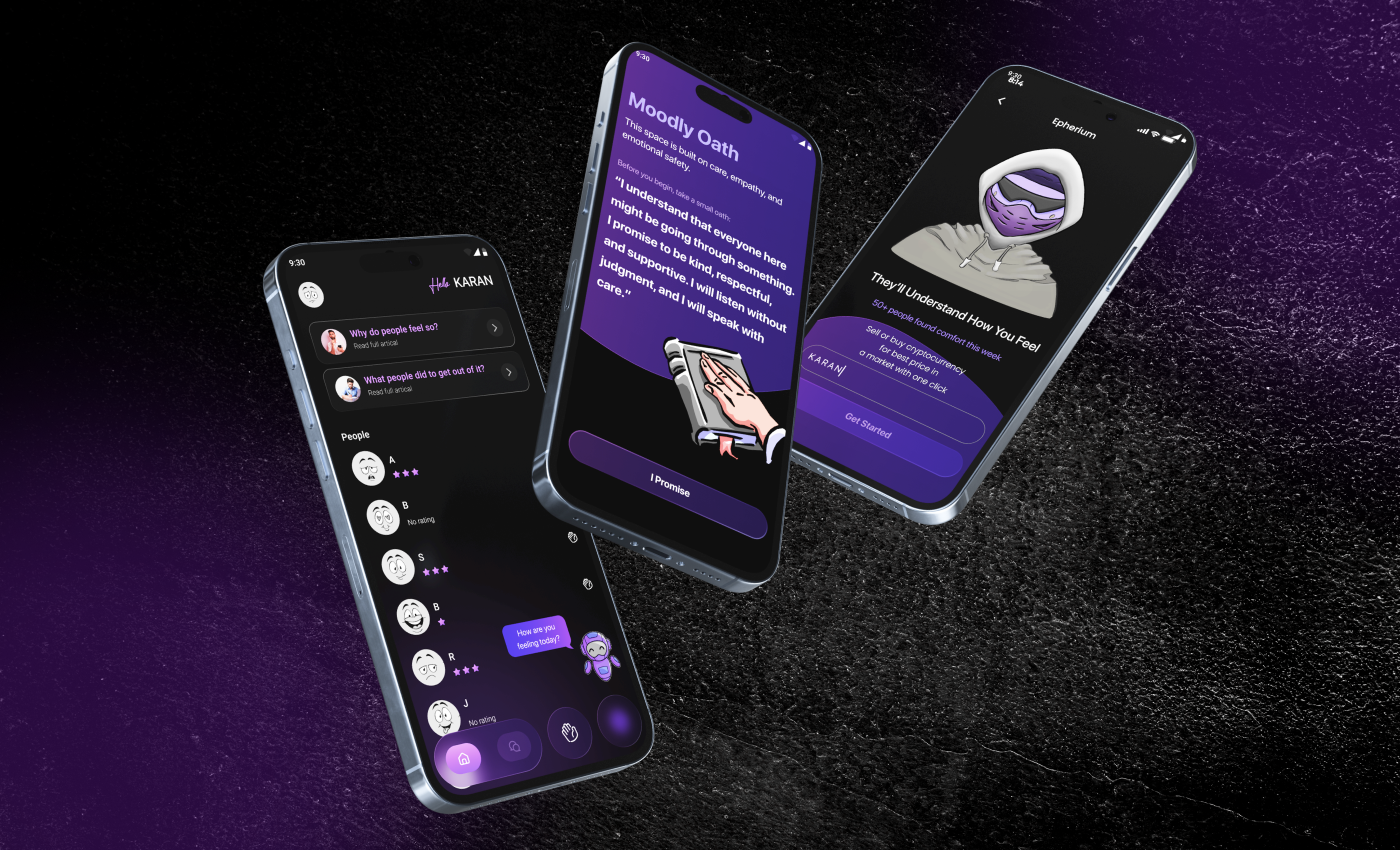 9:30
Hello KARAN
Why do people feel so?
Read full artical
What people did to get out of it?
Read full artical
People
A
B
No rating
S
B
R
J
No rating
How are you
feeling today?
9:30
Moodly Oath
This space is built on care, empathy, and
emotional safety.
Before you begin, take a small oath:
“I understand that everyone here
might be going through something.
I promise to be kind, respectful,
and supportive. I will listen without
judgment, and I will speak with
care.”
I Promise
9:30
8:14
Epherium
They’ll Understand How You Feel
50+ people found comfort this week
Sell or buy cryptocurrency
for best price in
a market with one click
KARAN
Get Started